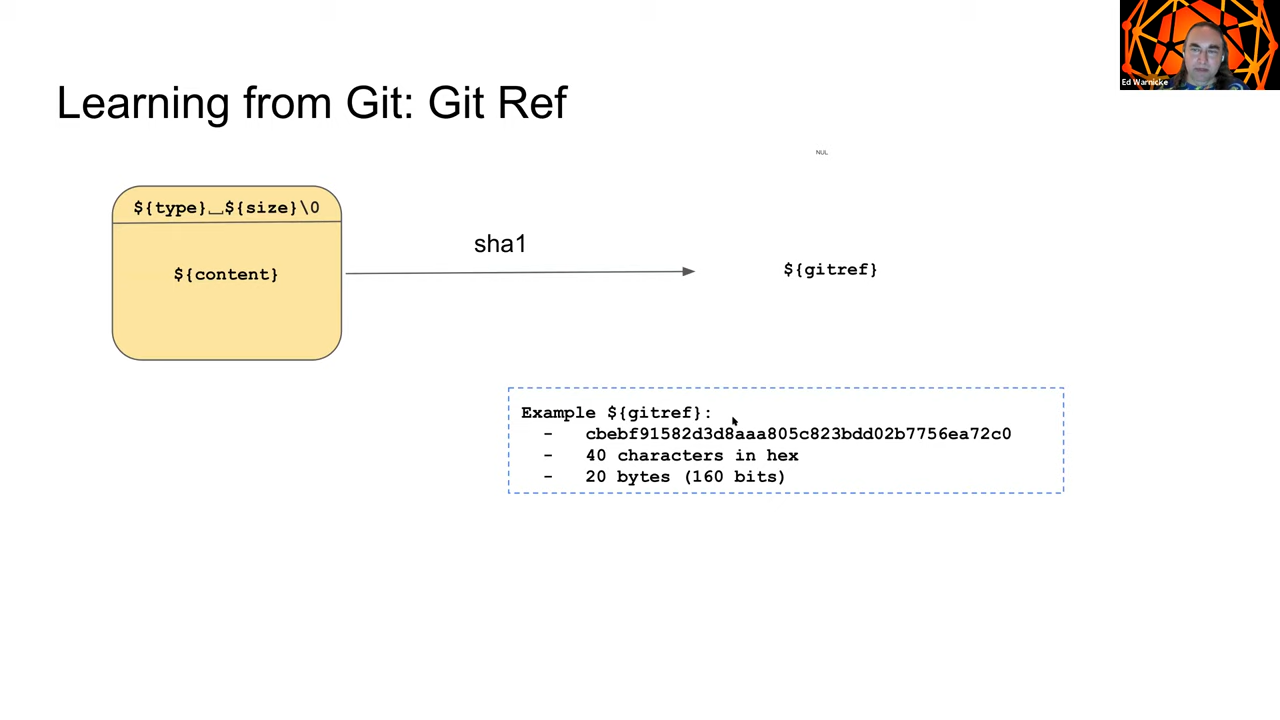 Ed Warnicke
Learning from Git: Git Ref
NUL
${type}⎵${size}\0
sha1
${content}
${gitref}
Example ${gitref}:
- cbebf91582d3d8aaa805c823bdd02b7756ea72c0
- 40 characters in hex
- 20 bytes (160 bits)